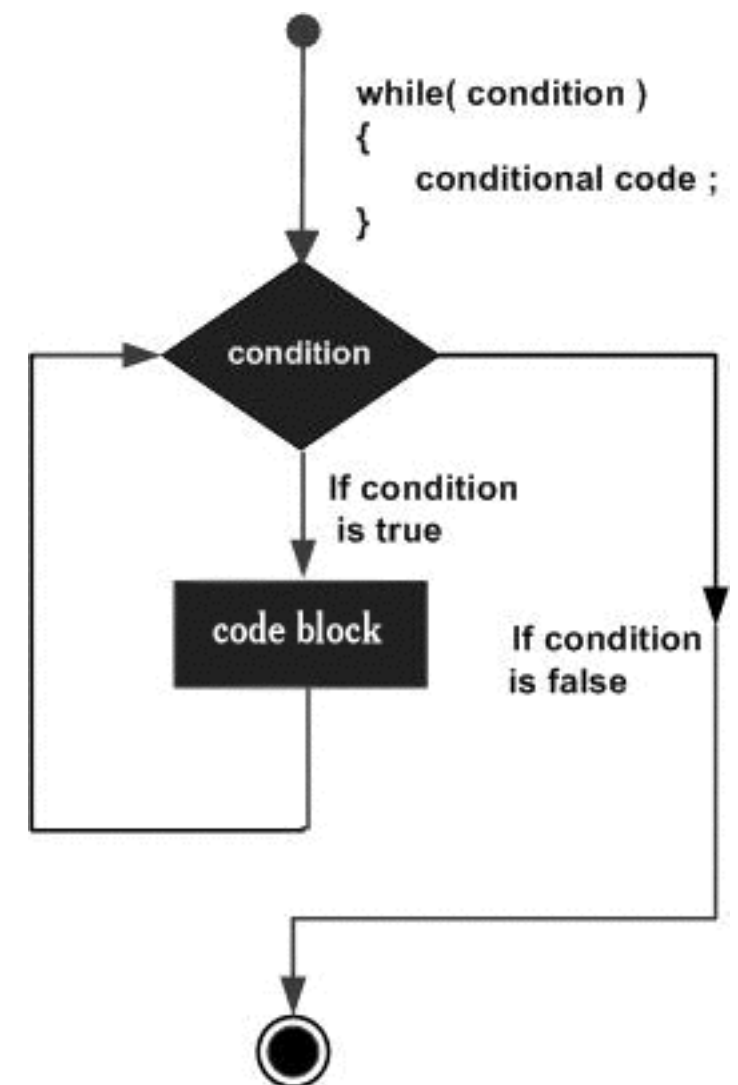 while( condition )
{
conditional code ;
}
condition
If condition
is true
code block
If condition
is false